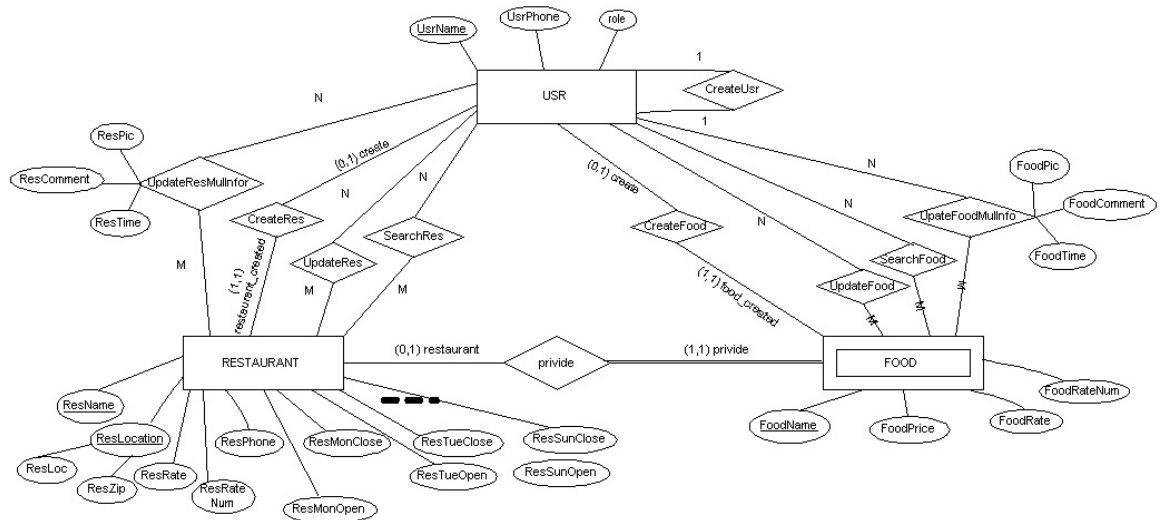 UsrName
UsrPhone
role
USR
1
CreateUsr
1
N
(0,1) create
N
N
(0,1) create
N
N
N
ResPic
ResComment
UpdateResMulInfor
ResTime
CreateRes
UpdateRes
SearchRes
CreateFood
UpateFoodMulInfo
FoodPic
FoodComment
FoodTime
SearchFood
UpdateFood
M
(1,1)
restaurant_created
M
M
(1,1) food_created
M
M
M
RESTAURANT
(0,1) restaurant
privide
(1,1) privide
FOOD
ResName
ResLocation
ResLoc
ResZip
ResRate
ResRate
Num
ResPhone
ResMonOpen
ResMonClose
ResTueClose
ResTueOpen
ResSunClose
ResSunOpen
FoodName
FoodPrice
FoodRate
FoodRateNum